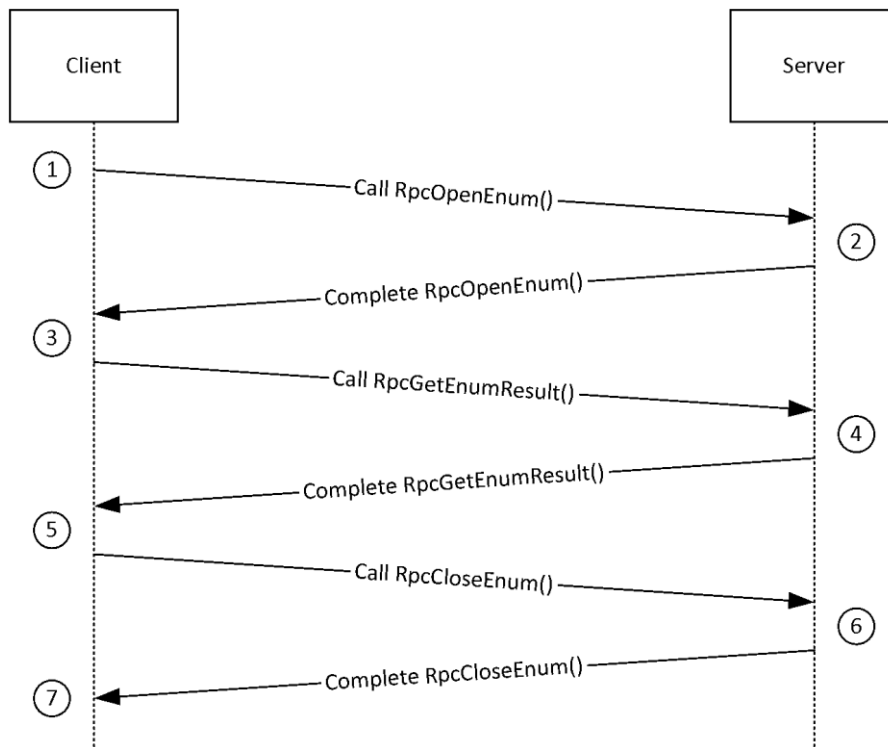 Client
Server
1
Call RpcOpenEnum()
2
Complete RpcOpenEnum()
3
Call RpcGetEnumResult()
4
Complete RpcGetEnumResult()
5
Call RpcCloseEnum()
6
Complete RpcCloseEnum()
7